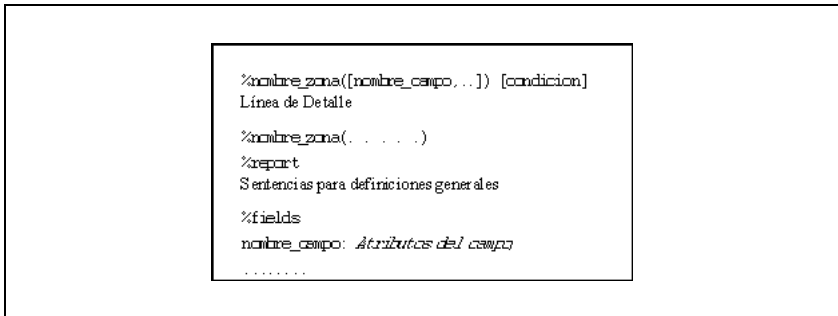 %nombre_zona([nombre_campo,..]) [condicion]
Línea de Detalle
%nombre_zona(. . . . .)
%report
Sentencias para definiciones generales
%fields
nombre_campo: Atributos del campo
........